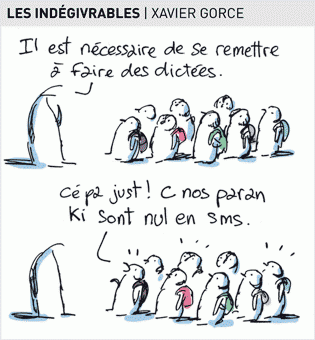 LES INDÉGIVRABLES | XAVIER GORCE
Il est nécessaire de se remettre
à faire des dictées.
Cé pa just! C nos paran
Ki sont nul en sms.